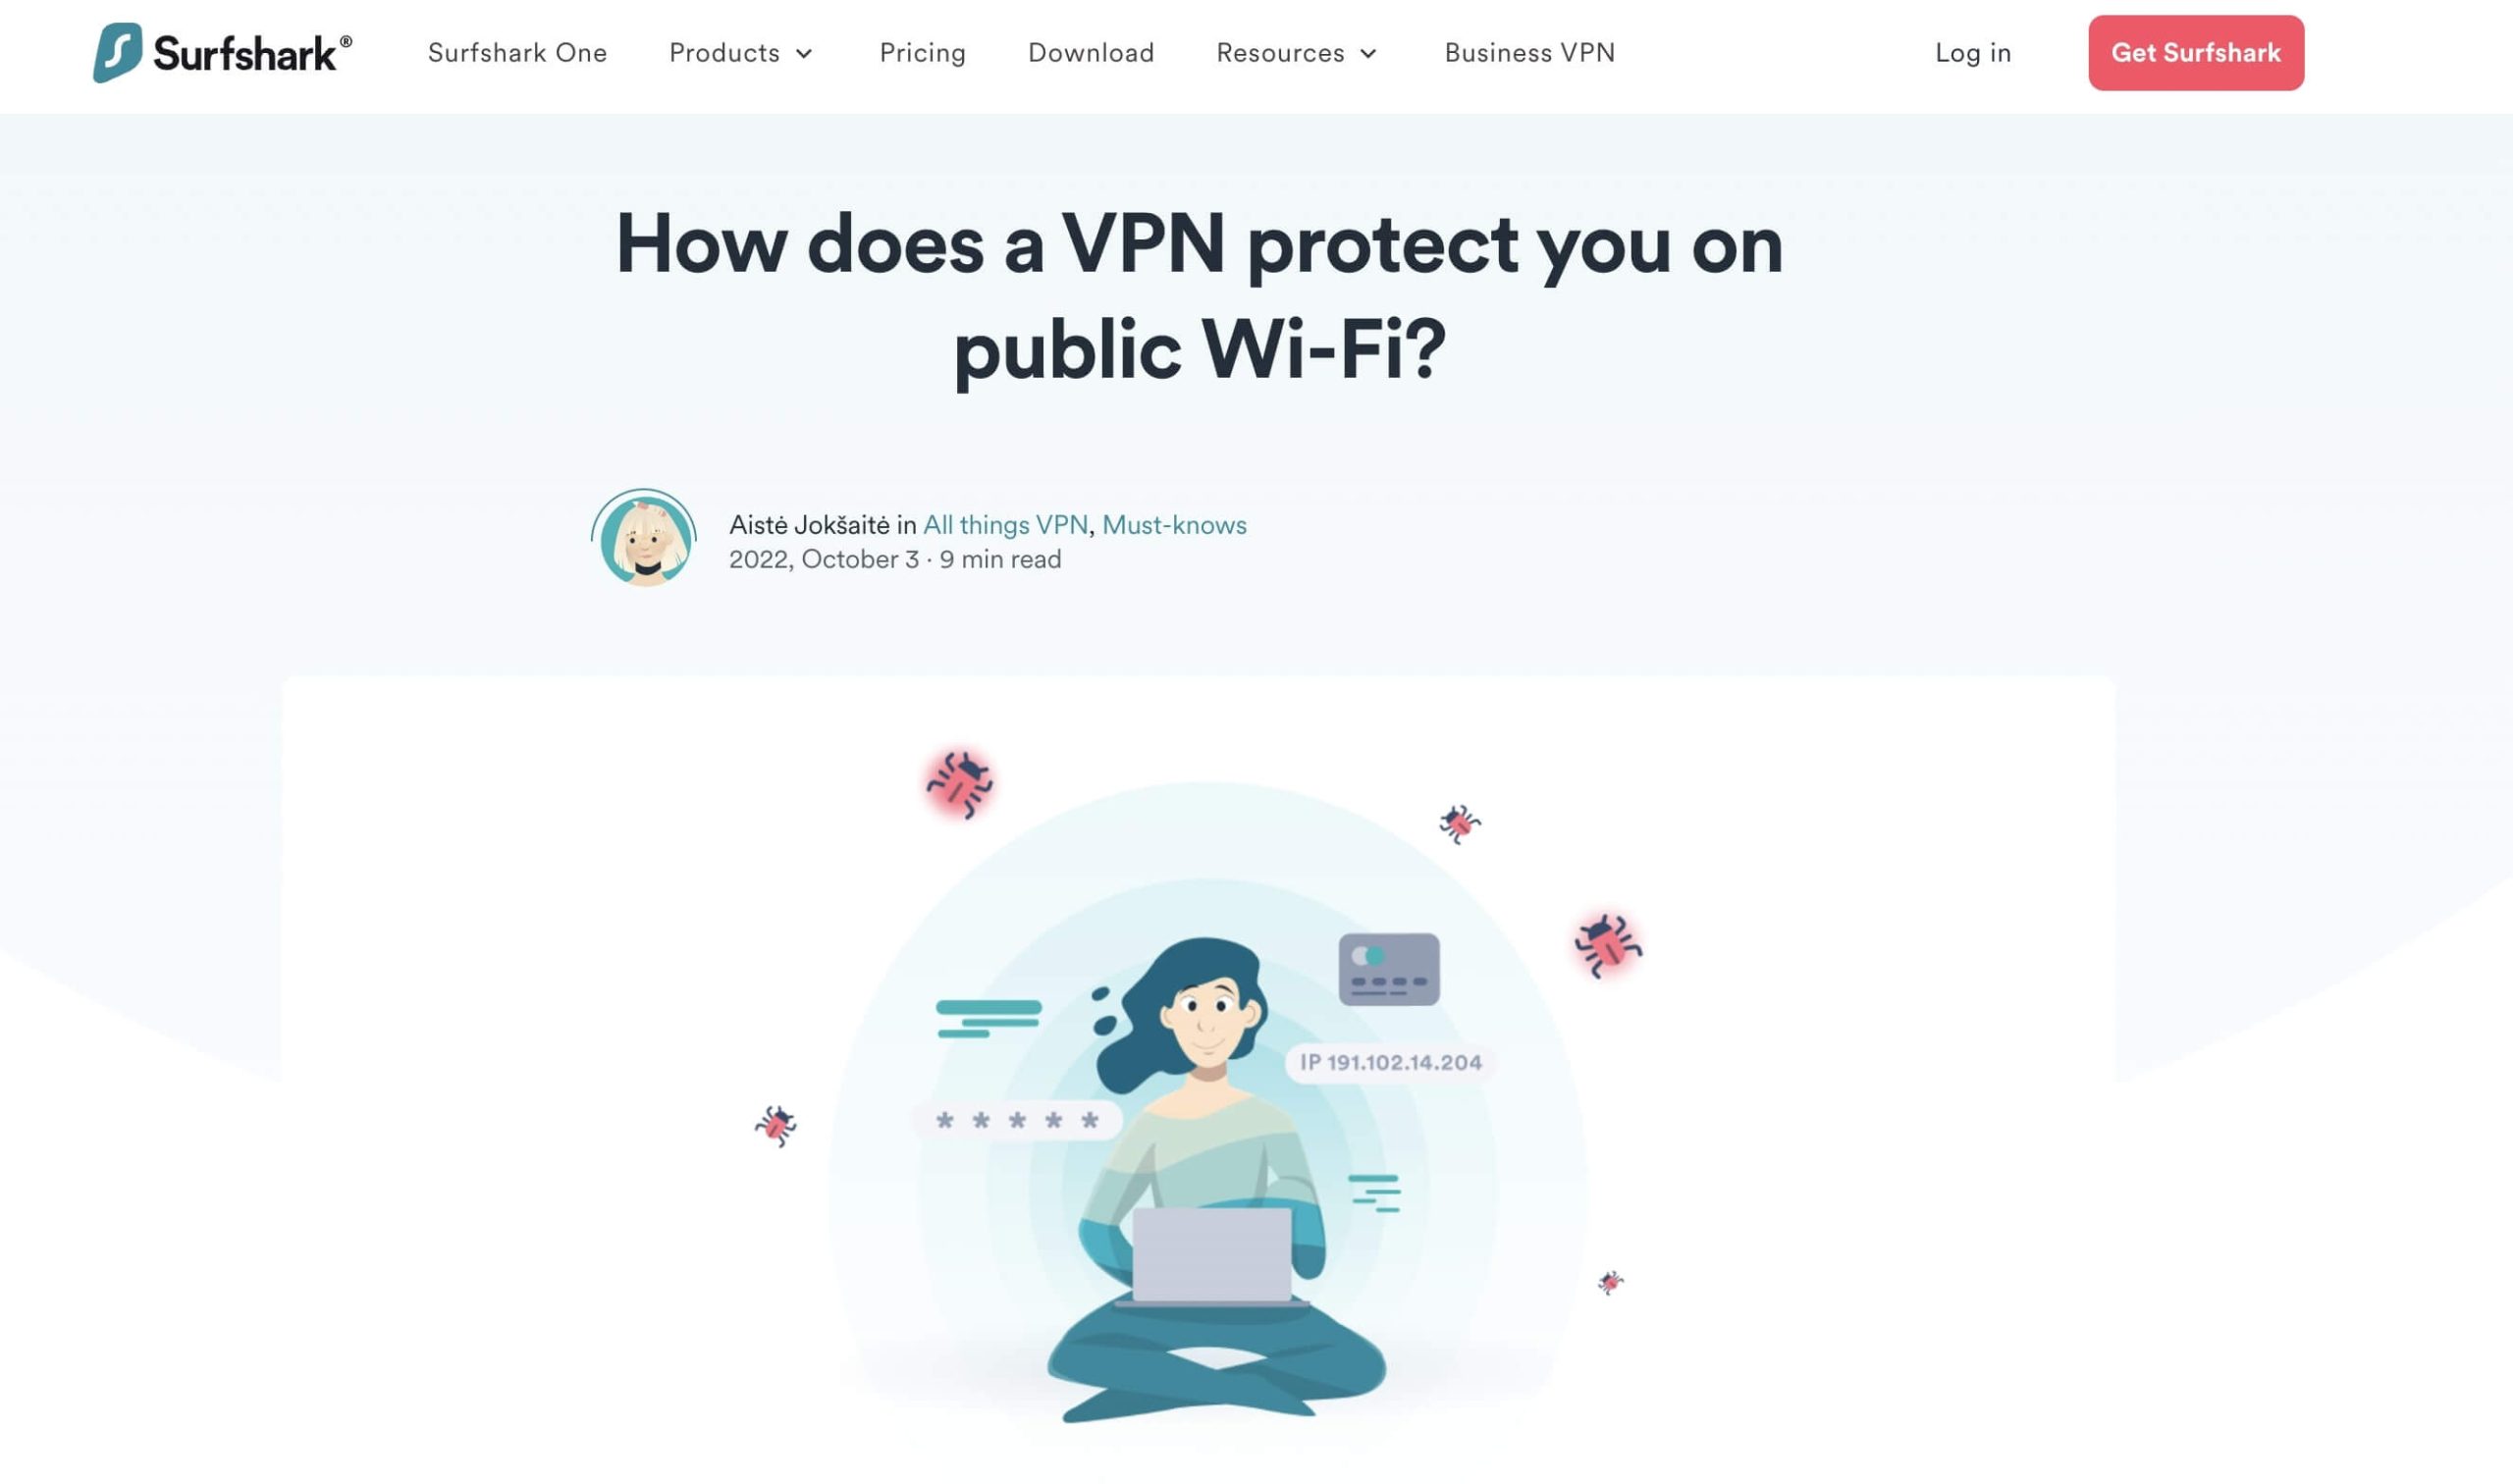 Surfshark®
Surfshark One
Products
Pricing
Download
Resources
Business VPN
Log in
Get Surfshark
How does a VPN protect you on
public Wi-Fi?
Aistė Jokšaitė in All things VPN, Must-knows
2022, October 3 · 9 min read
IP 191.102.14.204
* * * * *